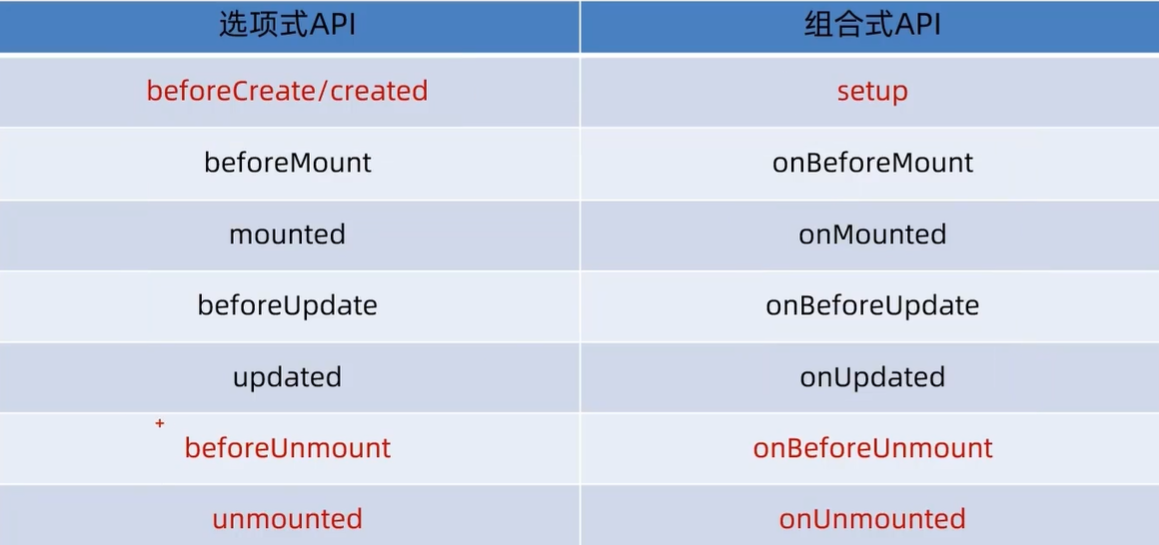 选项式API 组合式API
beforeCreate/created setup
beforeMount onBeforeMount
mounted onMounted
beforeUpdate onBeforeUpdate
updated onUpdated
beforeUnmount onBeforeUnmount
unmounted onUnmounted